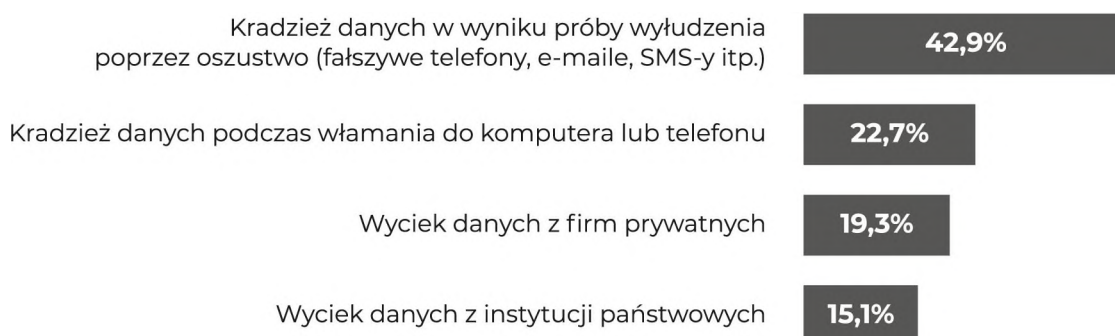 Kradzież danych w wyniku próby wyłudzenia
poprzez oszustwo (fałszywe telefony, e-maile, SMS-y itp.)
42,9%
Kradzież danych podczas włamania do komputera lub telefonu
22,7%
Wyciek danych z firm prywatnych
19,3%
Wyciek danych z instytucji państwowych
15,1%